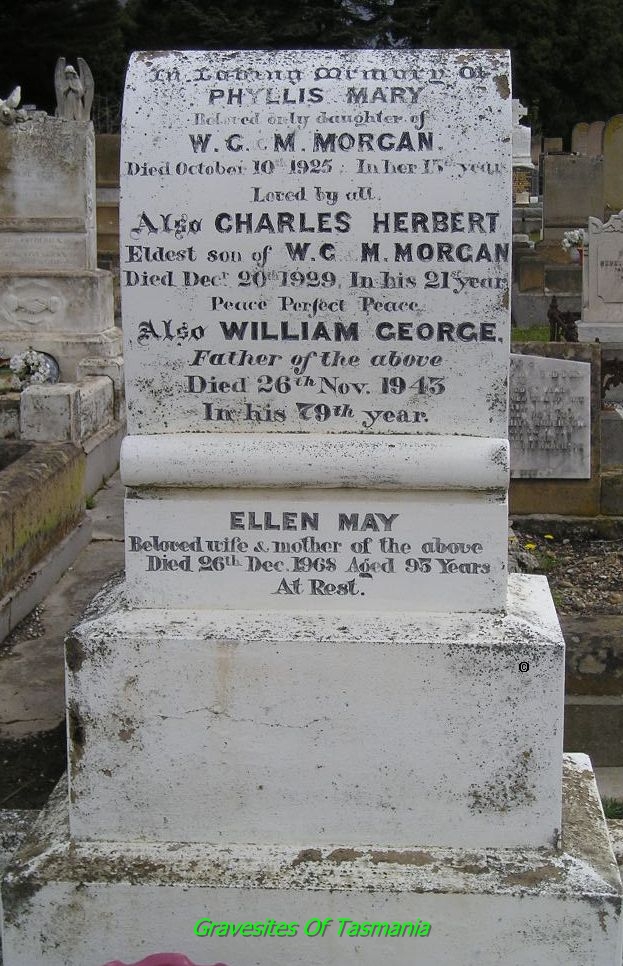 In Loving Memory Of
PHYLLIS MARY
Beloved only daughter of
W.G. & M. MORGAN.
Died October 10th 1925. In her 15th year
Loved by all.
Also CHARLES HERBERT
Eldest son of W.G M. MORGAN
Died Decr 20th 1929. In his 21st year
Peace Perfect Peace.
Also WILLIAM GEORGE.
Father of the above
Died 26th Nov. 1943
In his 79th year.
ELLEN MAY
Beloved wife & mother of the above
Died 26th Dec. 1968 Aged 93 Years
At Rest.
Gravesites Of Tasmania